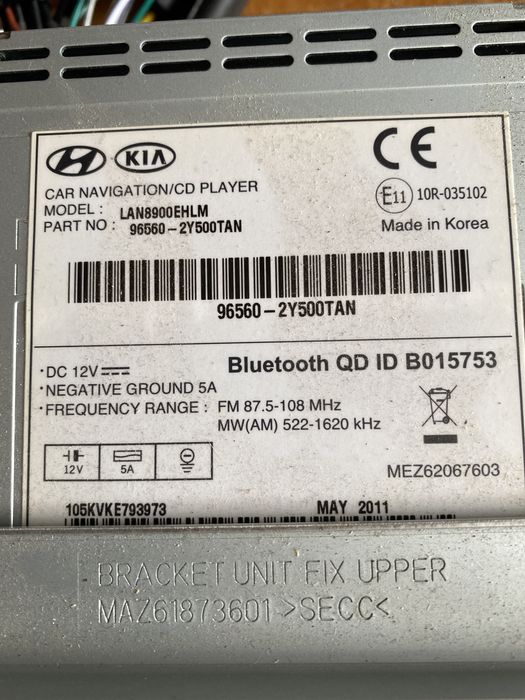 HYUNDAI KIA
CE
CAR NAVIGATION/CD PLAYER
MODEL : LAN8900EHLM
PART NO : 96560-2Y500TAN
E11 10R-035102
Made in Korea
96560-2Y500TAN
Bluetooth QD ID B015753
·DC 12V
·NEGATIVE GROUND 5A
·FREQUENCY RANGE : FM 87.5-108 MHz
MW(AM) 522-1620 kHz
12V 5A
MEZ62067603
105KVKE793973 MAY 2011
BRACKET UNIT FIX UPPER
MAZ61873601 >SECC<